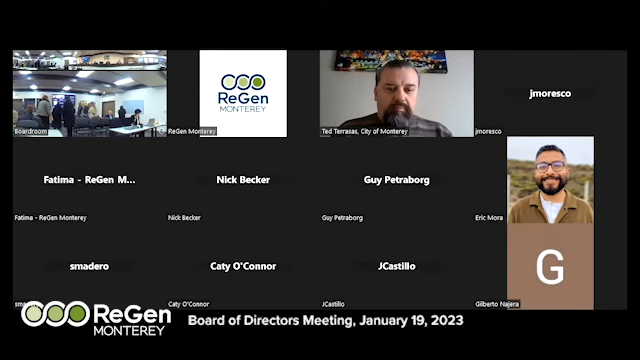 Boardroom
ReGen
MONTEREY
ReGen Monterey
Ted Terrasas, City of Monterey
jmoresco
jmoresco
Fatima - ReGen M...
Fatima - ReGen Monterey
Nick Becker
Nick Becker
Guy Petraborg
Guy Petraborg
Eric Mora
smadero
Caty O'Connor
Caty O'Connor
JCastillo
JCastillo
G
Gilberto Najera
ReGen
MONTEREY
Board of Directors Meeting, January 19, 2023